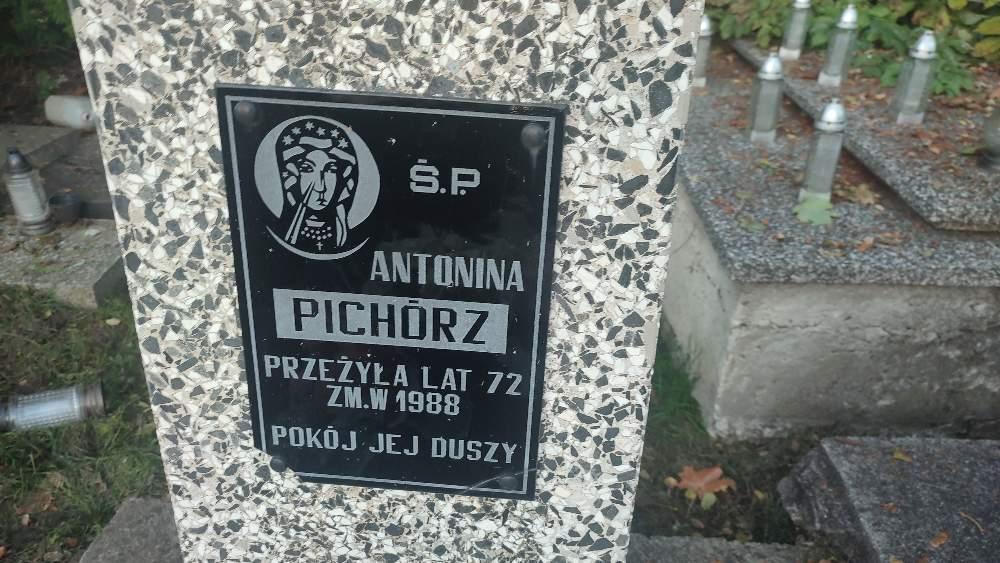 Ś.P.
ANTONINA
PICHÓRZ
PRZEŻYŁA LAT 72
ZM.W 1988
POKÓJ JEJ DUSZY